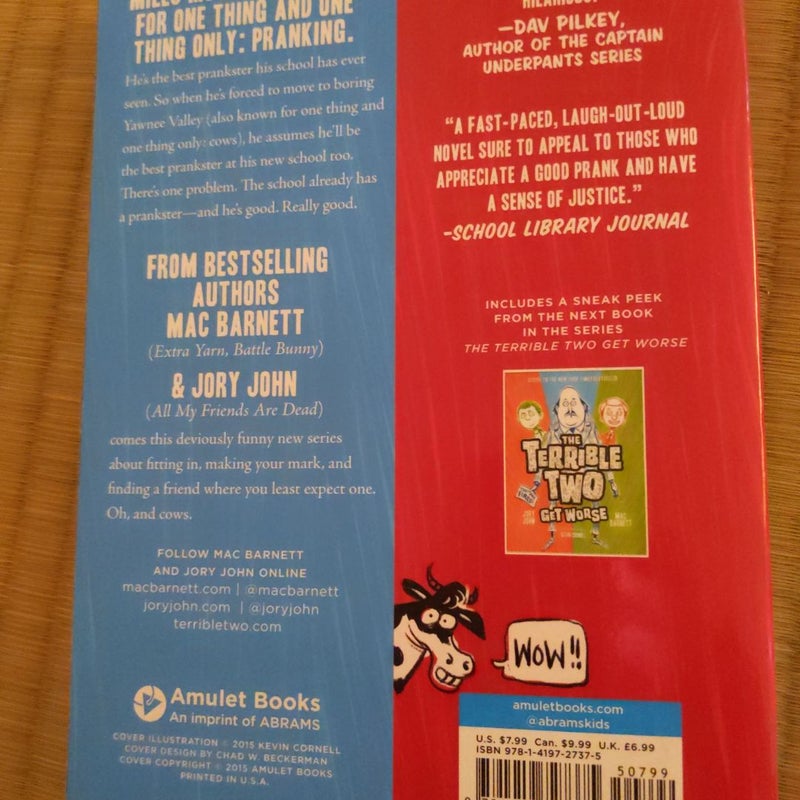 FOR ONE THING AND ONE
THING ONLY: PRANKING.
He's the best prankster his school has ever
seen. So when he's forced to move to boring
Yawnee Valley (also known for one thing and
one thing only: cows), he assumes he'll be
the best prankster at his new school too.
There's one problem. The school already has
a prankster—and he's good. Really good.
FROM BESTSELLING
AUTHORS
MAC BARNETT
(Extra Yarn, Battle Bunny)
& JORY JOHN
(All My Friends Are Dead)
comes this deviously funny new series
about fitting in, making your mark, and
finding a friend where you least expect one.
Oh, and cows.
FOLLOW MAC BARNETT
AND JORY JOHN ONLINE
macbarnett.com | @macbarnett
joryjohn.com | @joryjohn
terribletwo.com
Amulet Books
An imprint of ABRAMS
COVER ILLUSTRATION © 2015 KEVIN CORNELL
COVER DESIGN BY CHAD W. BECKERMAN
COVER COPYRIGHT © 2015 AMULET BOOKS
PRINTED IN U.S.A.
—DAV PILKEY,
AUTHOR OF THE CAPTAIN
UNDERPANTS SERIES
"A FAST-PACED, LAUGH-OUT-LOUD
NOVEL SURE TO APPEAL TO THOSE WHO
APPRECIATE A GOOD PRANK AND HAVE
A SENSE OF JUSTICE."
-SCHOOL LIBRARY JOURNAL
INCLUDES A SNEAK PEEK
FROM THE NEXT BOOK
IN THE SERIES
THE TERRIBLE TWO GET WORSE
THE
TERRIBLE
TWO
GET WORSE
JORY
JOHN
MAC
BARNETT
WOW!!
amuletbooks.com
@abramskids
U.S. $7.99 Can. $9.99 U.K. £6.99
ISBN 978-1-4197-2737-5
50799